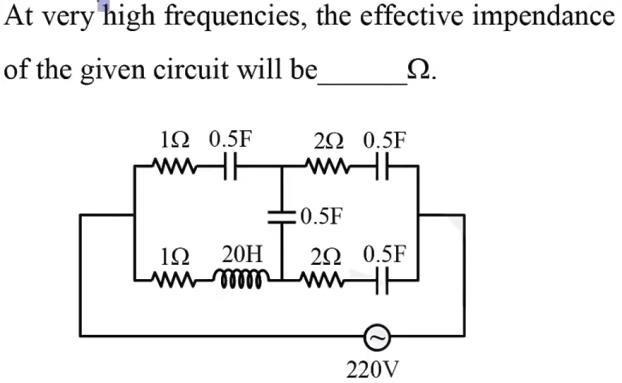 At very high frequencies, the effective impendance
of the given circuit will be______Ω.
1Ω 0.5F 2Ω 0.5F
0.5F
1Ω 20H 2Ω 0.5F
220V